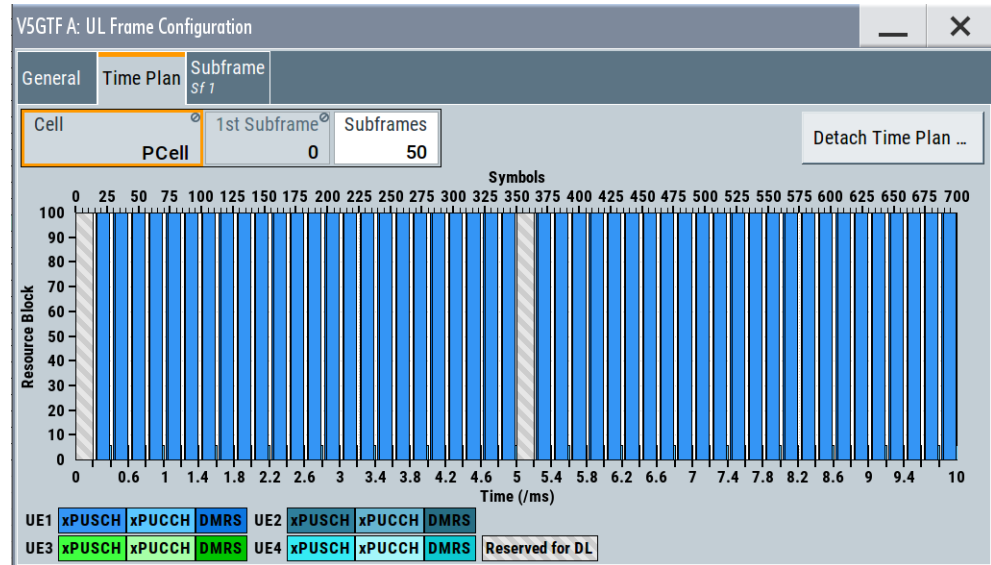 V5GTF A: UL Frame Configuration
General Time Plan Subframe
Sf 1
Cell 1st Subframe Subframes
PCell 0 50
Detach Time Plan ...
Symbols
0 25 50 75 100 125 150 175 200 225 250 275 300 325 350 375 400 425 450 475 500 525 550 575 600 625 650 675 700
100
90
80
70
60
50
40
30
20
10
0
Resource Block
0 0.6 1 1.4 1.8 2.2 2.6 3 3.4 3.8 4.2 4.6 5 5.4 5.8 6.2 6.6 7 7.4 7.8 8.2 8.6 9 9.4 10
Time (/ms)
UE1 xPUSCH xPUCCH DMRS UE2 xPUSCH xPUCCH DMRS
UE3 xPUSCH xPUCCH DMRS UE4 xPUSCH xPUCCH DMRS Reserved for DL